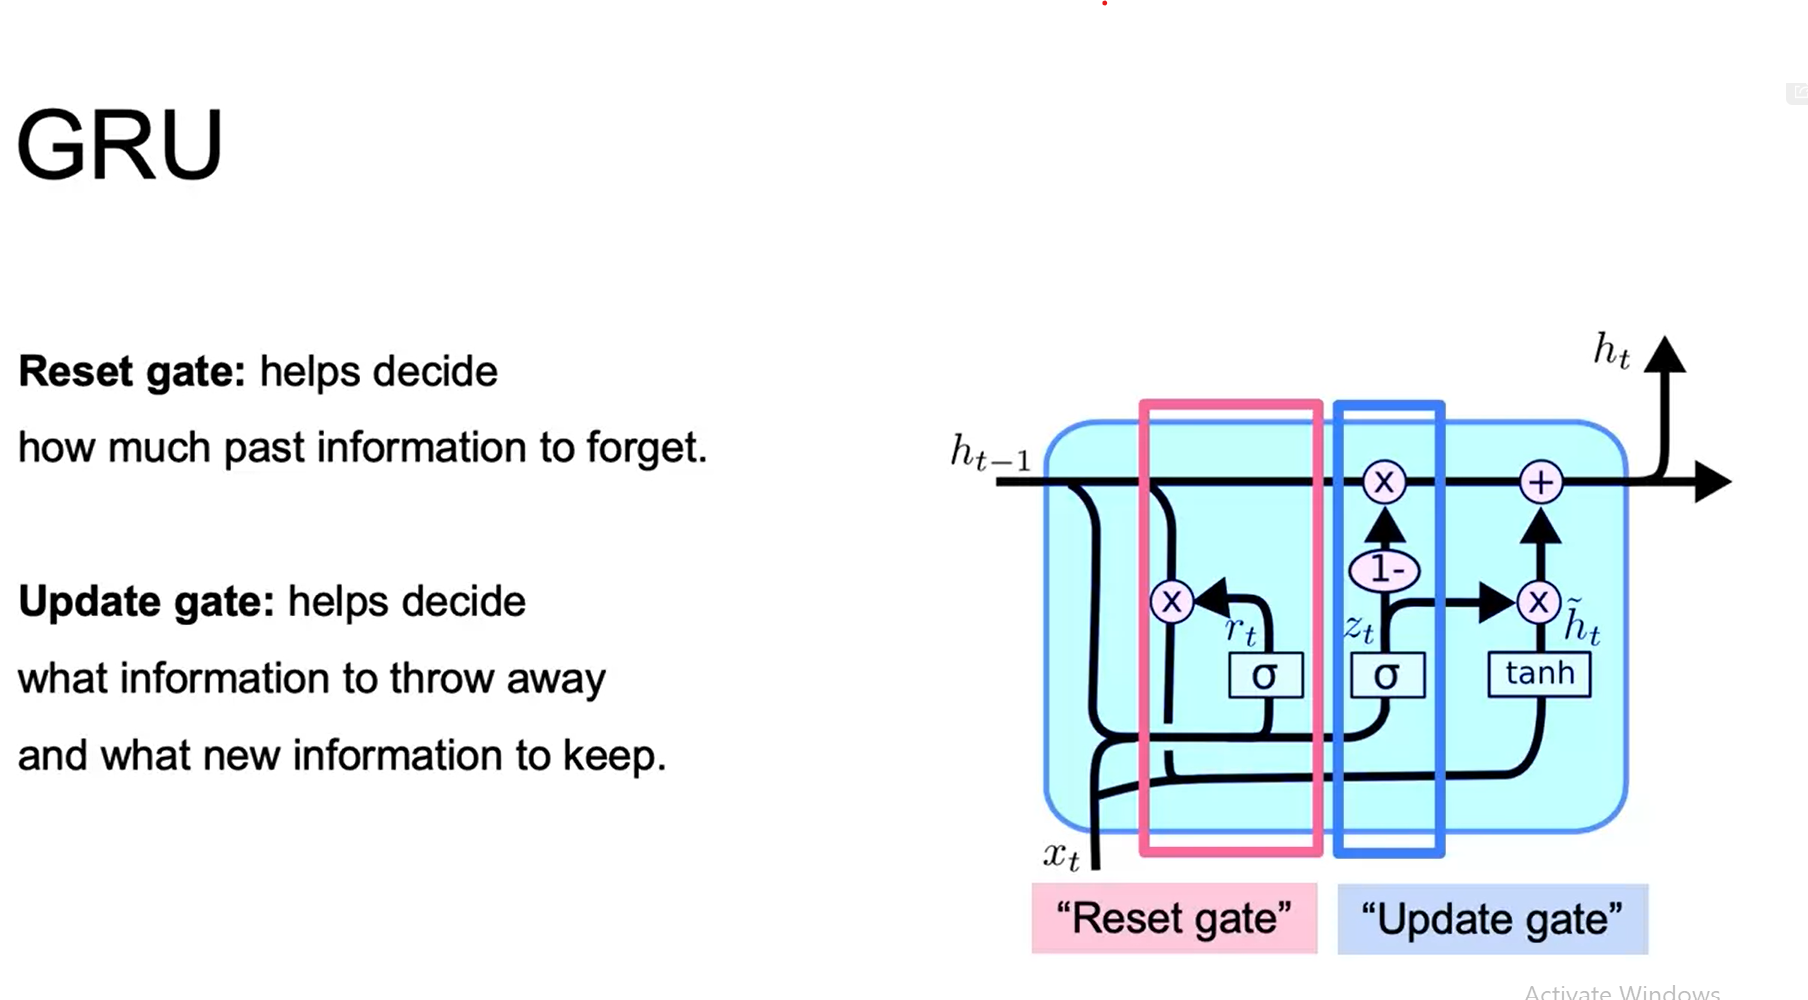 GRU
Reset gate: helps decide
how much past information to forget.
Update gate: helps decide
what information to throw away
and what new information to keep.
h_t
h_{t-1}
x
+
1-
x
r_t
z_t
x
h̃_t
σ
σ
tanh
x_t
“Reset gate”
“Update gate”
Activate Windows